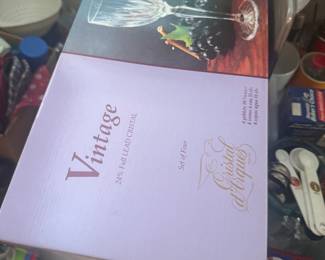 Vintage
24% Full LEAD CRYSTAL
Set of Four
Cristal
d'Arques